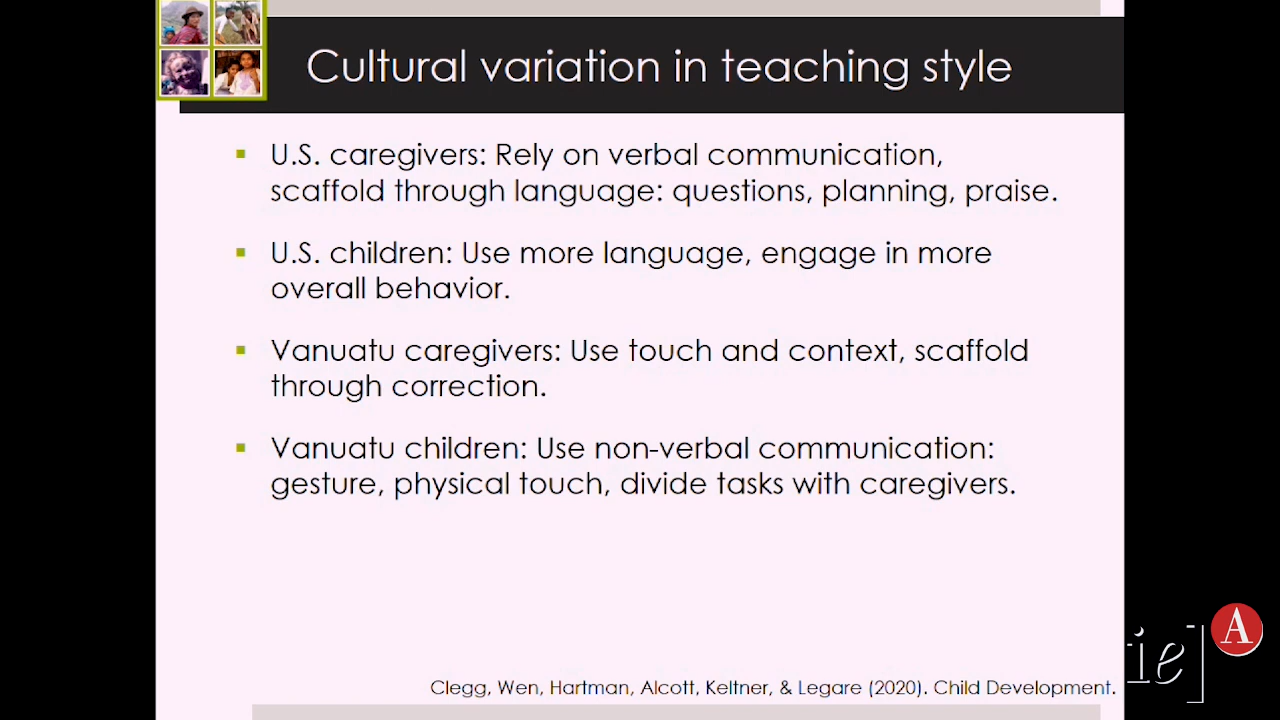 Cultural variation in teaching style
U.S. caregivers: Rely on verbal communication,
scaffold through language: questions, planning, praise.
U.S. children: Use more language, engage in more
overall behavior.
Vanuatu caregivers: Use touch and context, scaffold
through correction.
Vanuatu children: Use non-verbal communication:
gesture, physical touch, divide tasks with caregivers.
Clegg, Wen, Hartman, Alcott, Keltner, & Legare (2020). Child Development.
ie]
A